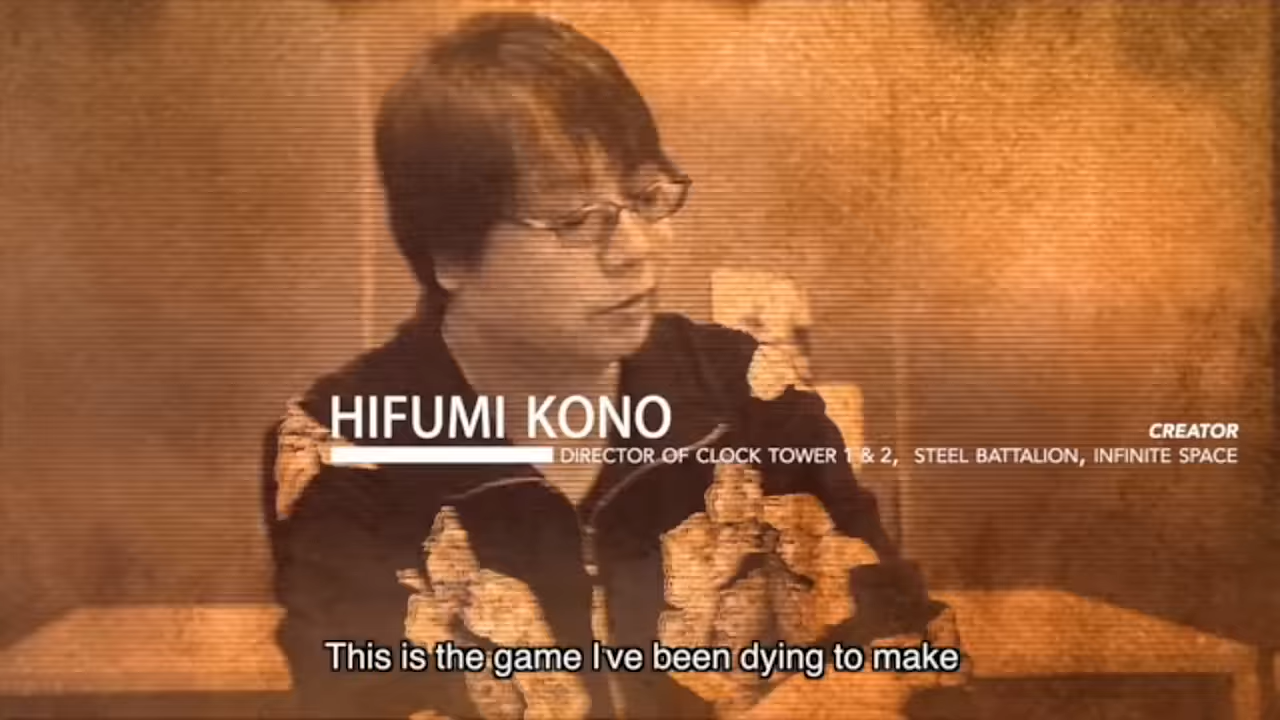 HIFUMI KONO
CREATOR
DIRECTOR OF CLOCK TOWER 1 & 2, STEEL BATTALION, INFINITE SPACE
This is the game I've been dying to make